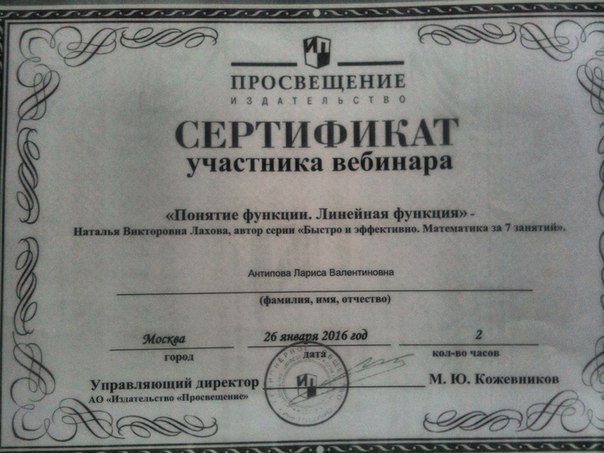 ИП
ПРОСВЕЩЕНИЕ
ИЗДАТЕЛЬСТВО
СЕРТИФИКАТ
участника вебинара
«Понятие функции. Линейная функция» -
Наталья Викторовна Лахова, автор серии «Быстро и эффективно. Математика за 7 занятий».
Антипова Лариса Валентиновна
(фамилия, имя, отчество)
Москва 26 января 2016 год 2
город дата кол-во часов
Управляющий директор М. Ю. Кожевников
АО «Издательство «Просвещение»
ИП